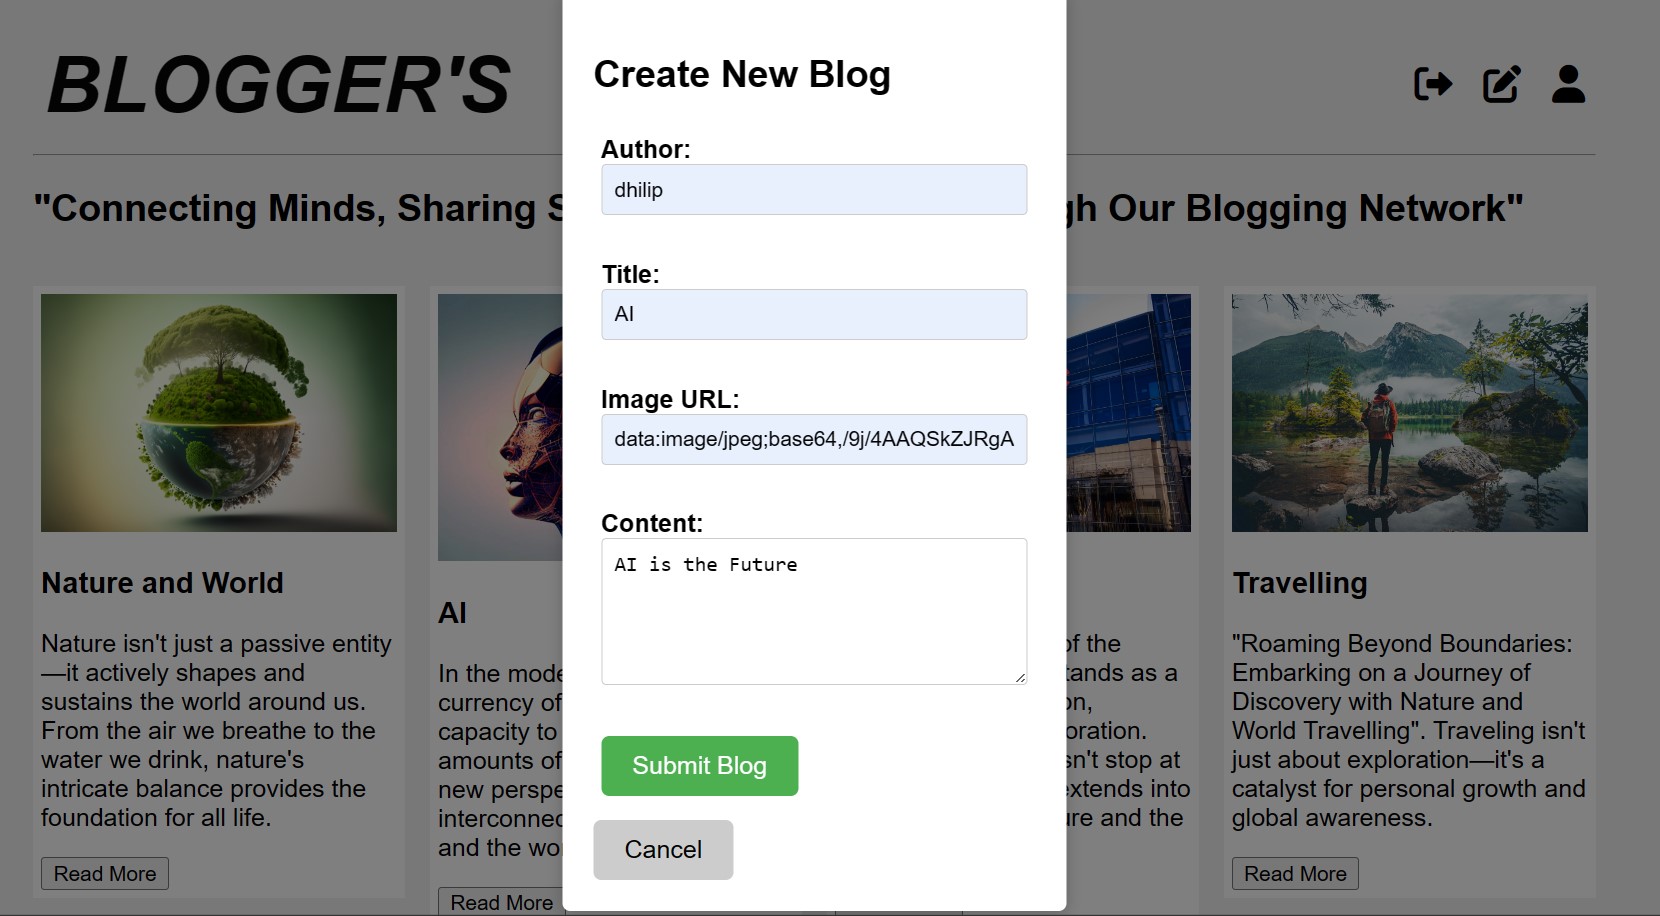 BLOGGER'S
"Connecting Minds, Sharing
gh Our Blogging Network"
Create New Blog
Author:
dhilip
Title:
AI
Image URL:
data:image/jpeg;base64,/9j/4AAQSkZJRgA
Content:
AI is the Future
Submit Blog
Cancel
Nature and World
Nature isn't just a passive entity
—it actively shapes and
sustains the world around us.
From the air we breathe to the
water we drink, nature's
intricate balance provides the
foundation for all life.
Read More
AI
In the mode
currency of
capacity to
amounts of
new perspe
interconnec
and the wo
Read More
of the
tands as a
on,
oration.
sn't stop at
extends into
ure and the
Travelling
"Roaming Beyond Boundaries:
Embarking on a Journey of
Discovery with Nature and
World Travelling". Traveling isn't
just about exploration—it's a
catalyst for personal growth and
global awareness.
Read More